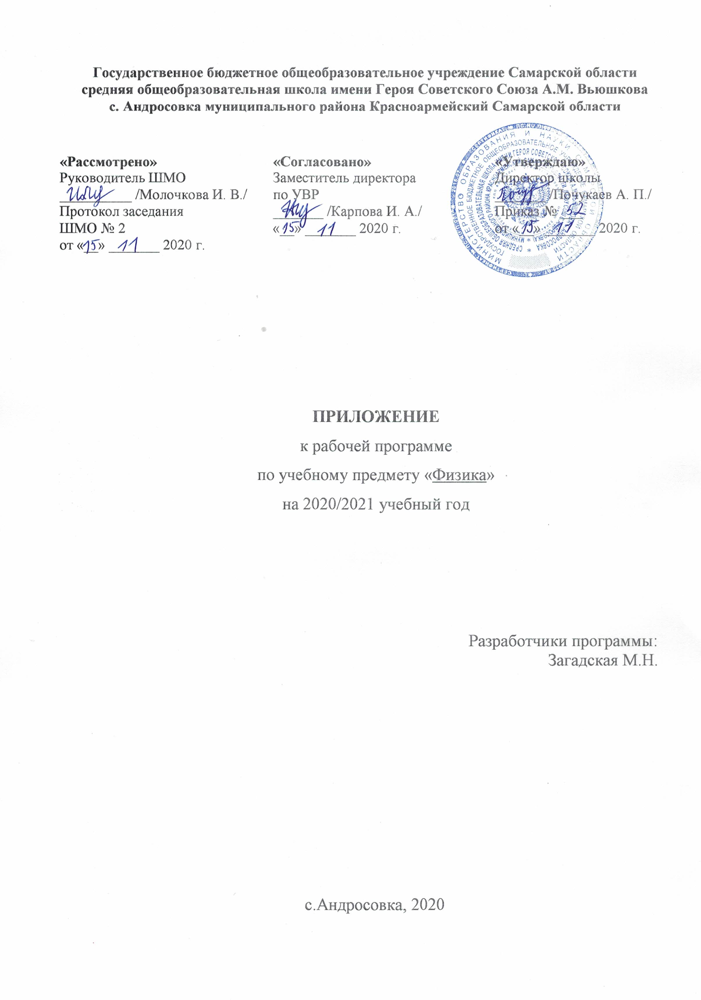 Государственное бюджетное общеобразовательное учреждение Самарской области
средняя общеобразовательная школа имени Героя Советского Союза А.М. Вьюшкова
с. Андросовка муниципального района Красноармейский Самарской области
«Рассмотрено»
Руководитель ШМО
/Молочкова И. В./
Протокол заседания
ШМО № 2
от «15» 11 2020 г.
«Согласовано»
Заместитель директора
по УВР
/Карпова И. А./
«15» 11 2020 г.
«Утверждаю»
Директор школы
/Почукаев А. П./
Приказ № 52
от «15» 11 2020 г.
ПРИЛОЖЕНИЕ
к рабочей программе
по учебному предмету «Физика»
на 2020/2021 учебный год
Разработчики программы:
Загадская М.Н.
с.Андросовка, 2020